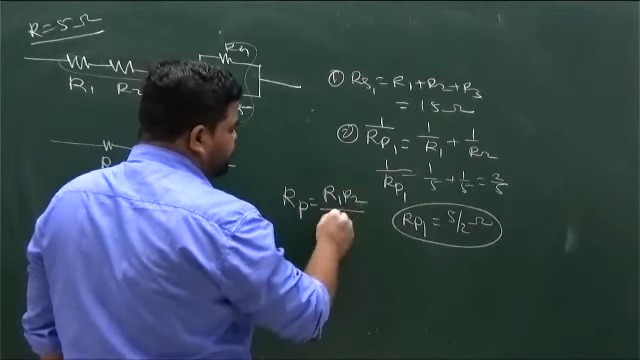 R=5Ω
R1 R2
R4
① Rs1 = R1+R2+R3
= 15Ω
② 1/Rp1 = 1/R1 + 1/R2
1/Rp1 = 1/5 + 1/5 = 2/5
Rp = R1R2
Rp1 = 5/2 Ω